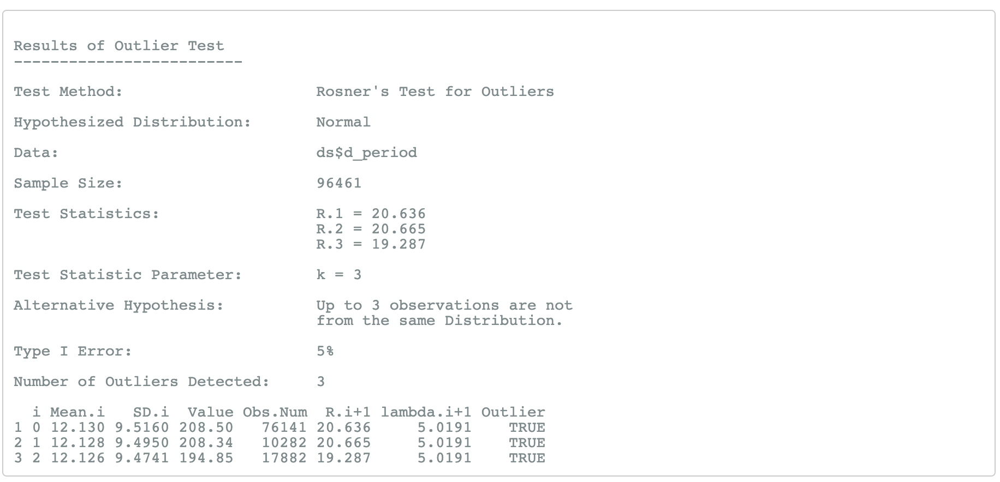 Results of Outlier Test
-------------------------
Test Method:                     Rosner's Test for Outliers
Hypothesized Distribution:       Normal
Data:                            ds$d_period
Sample Size:                     96461
Test Statistics:                 R.1 = 20.636
                                 R.2 = 20.665
                                 R.3 = 19.287
Test Statistic Parameter:        k = 3
Alternative Hypothesis:          Up to 3 observations are not
                                 from the same Distribution.
Type I Error:                    5%
Number of Outliers Detected:     3
  i Mean.i   SD.i  Value Obs.Num  R.i+1 lambda.i+1 Outlier
1 0 12.130 9.5160 208.50   76141 20.636     5.0191    TRUE
2 1 12.128 9.4950 208.34   10282 20.665     5.0191    TRUE
3 2 12.126 9.4741 194.85   17882 19.287     5.0191    TRUE